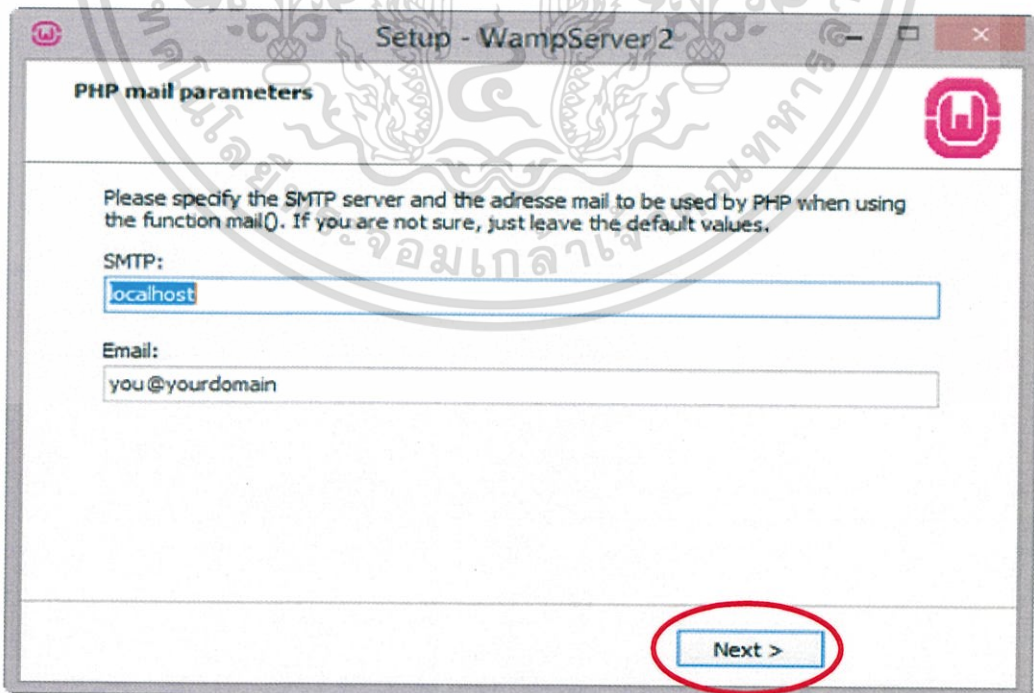 Setup - WampServer 2
PHP mail parameters
Please specify the SMTP server and the adresse mail to be used by PHP when using
the function mail(). If you are not sure, just leave the default values.
SMTP:
localhost
Email:
you@yourdomain
Next >